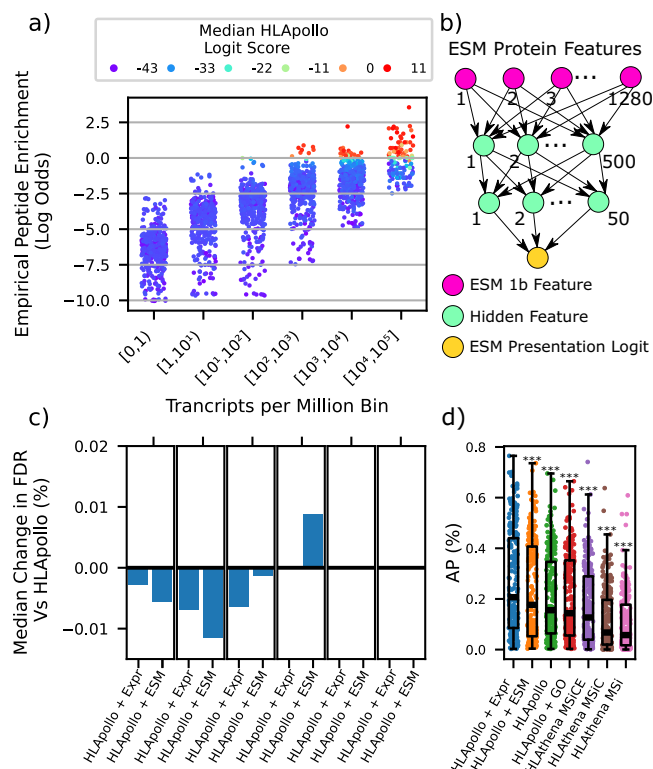 a)
Median HLApollo
Logit Score
-43 -33 -22 -11 0 11
Empirical Peptide Enrichment
(Log Odds)
2.5
0.0
−2.5
−5.0
−7.5
−10.0
[0,1) [1,10¹) [10¹,10²] [10²,10³) [10³,10⁴) [10⁴,10⁵]
Trancripts per Million Bin
b)
ESM Protein Features
1 2 3 ... 1280
1 2 ... 500
1 2 ... 50
ESM 1b Feature
Hidden Feature
ESM Presentation Logit
c)
Median Change in FDR
Vs HLApollo (%)
0.02
0.01
0.00
−0.01
HLApollo + Expr
HLApollo + ESM
HLApollo + Expr
HLApollo + ESM
HLApollo + Expr
HLApollo + ESM
HLApollo + Expr
HLApollo + ESM
HLApollo + Expr
HLApollo + ESM
HLApollo + Expr
HLApollo + ESM
d)
AP (%)
0.8
0.6
0.4
0.2
0.0
*** *** *** *** *** ***
HLApollo + Expr
HLApollo + ESM
HLApollo
HLApollo + GO
HLAthena MSiCE
HLAthena MSiC
HLAthena MSi